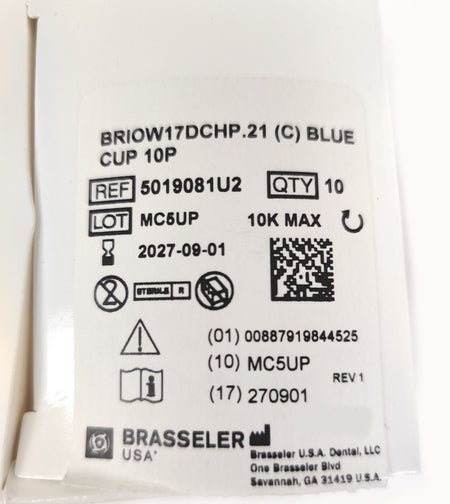 BRIOW17DCHP.21 (C) BLUE
CUP 10P
REF 5019081U2 QTY 10
LOT MC5UP 10K MAX
2027-09-01
2 STERILE R
(01) 00887919844525
(10) MC5UP
(17) 270901
REV 1
BRASSELER
USA®
Brasseler U.S.A. Dental, LLC
One Brasseler Blvd
Savannah, GA 31419 U.S.A.